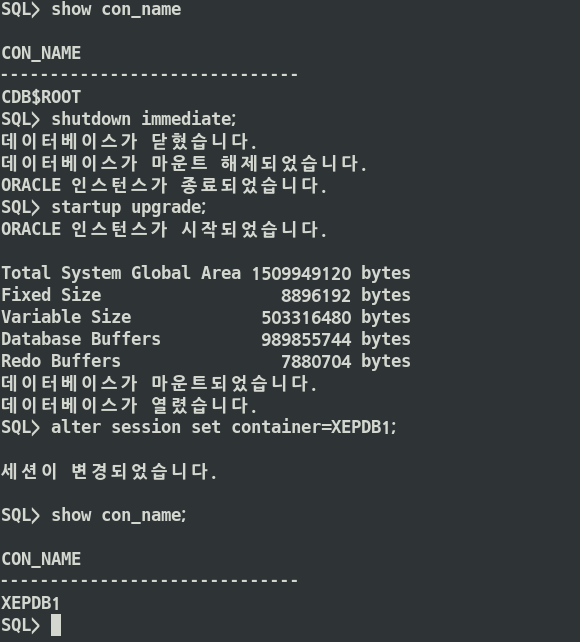 SQL> show con_name

CON_NAME
------------------------------
CDB$ROOT
SQL> shutdown immediate;
데이터베이스가 닫혔습니다.
데이터베이스가 마운트 해제되었습니다.
ORACLE 인스턴스가 종료되었습니다.
SQL> startup upgrade;
ORACLE 인스턴스가 시작되었습니다.

Total System Global Area 1509949120 bytes
Fixed Size                  8896192 bytes
Variable Size             503316480 bytes
Database Buffers          989855744 bytes
Redo Buffers                7880704 bytes
데이터베이스가 마운트되었습니다.
데이터베이스가 열렸습니다.
SQL> alter session set container=XEPDB1;

세션이 변경되었습니다.

SQL> show con_name;

CON_NAME
------------------------------
XEPDB1
SQL>